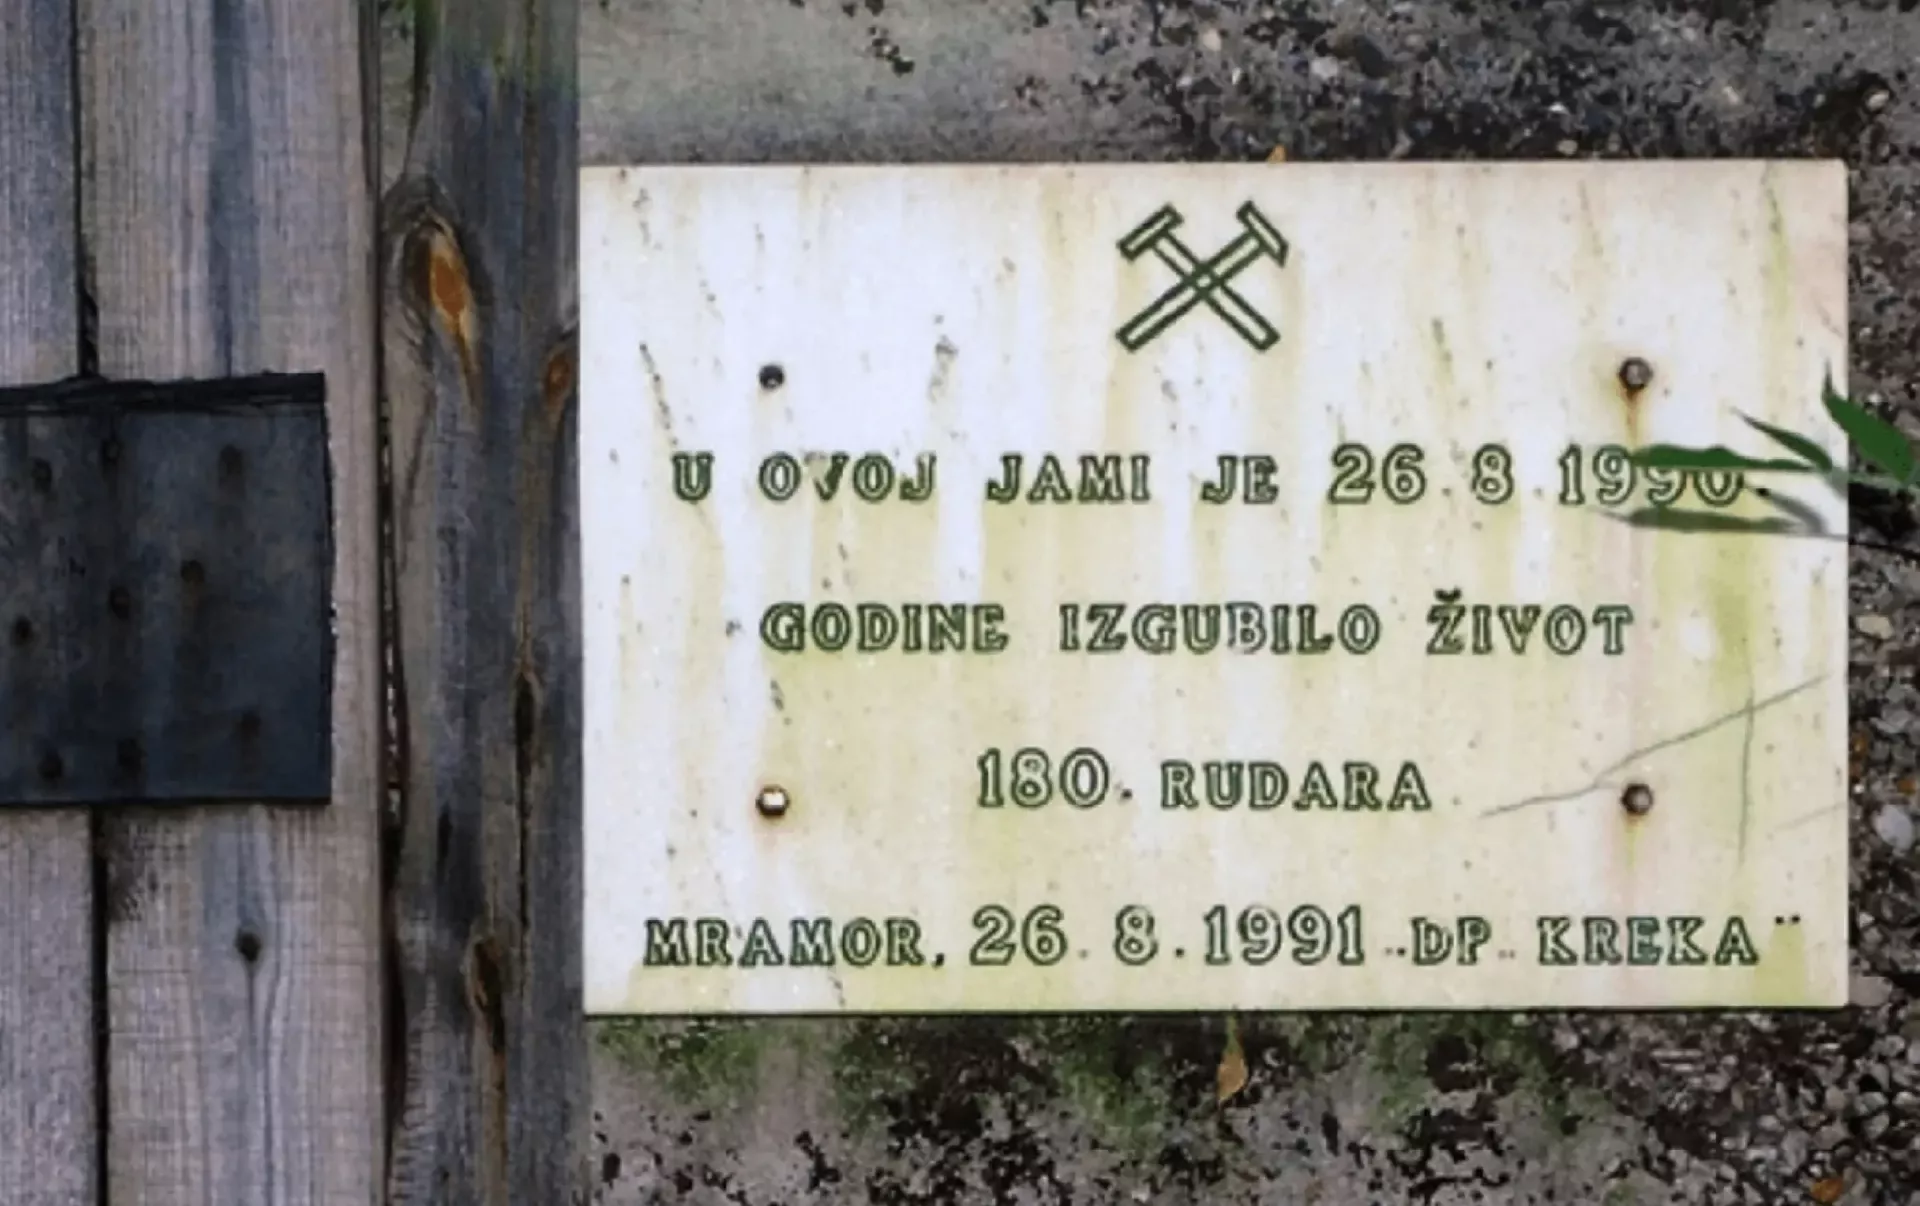 U OVOJ JAMI JE 26.8.1990.
GODINE IZGUBILO ŽIVOT
180. RUDARA
MRAMOR, 26.8.1991 „DP„ KREKA"